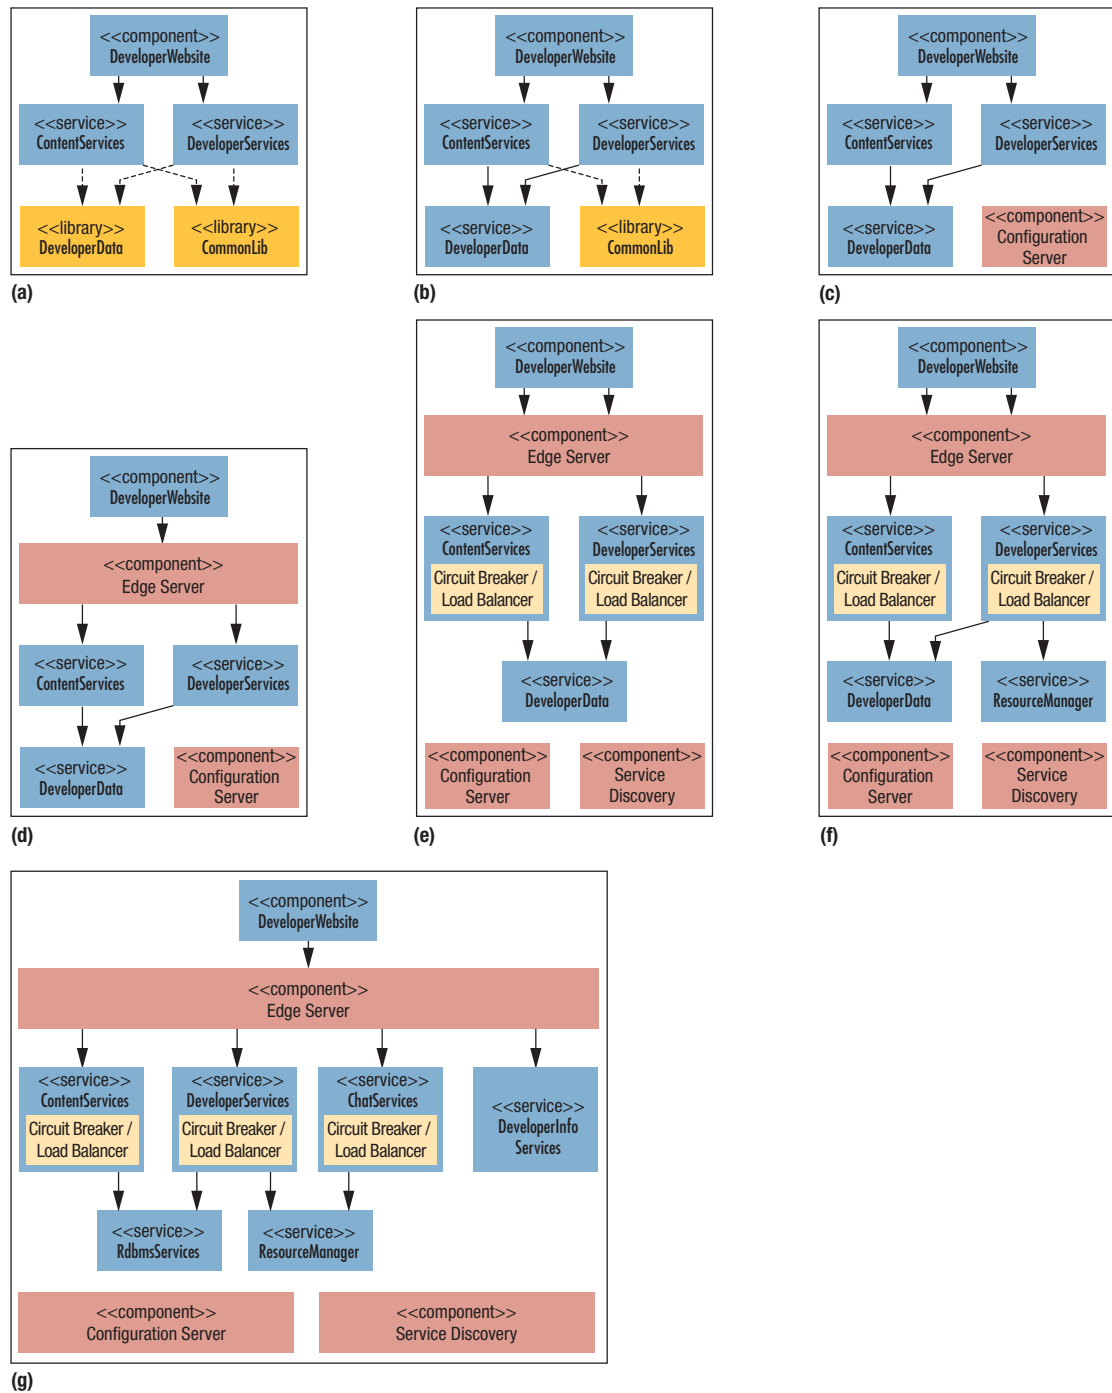 <<component>>
DeveloperWebsite
<<service>>
ContentServices
<<service>>
DeveloperServices
<<library>>
DeveloperData
<<library>>
CommonLib
(a)
<<component>>
DeveloperWebsite
<<service>>
ContentServices
<<service>>
DeveloperServices
<<service>>
DeveloperData
<<library>>
CommonLib
(b)
<<component>>
DeveloperWebsite
<<service>>
ContentServices
<<service>>
DeveloperServices
<<service>>
DeveloperData
<<component>>
Configuration
Server
(c)
<<component>>
DeveloperWebsite
<<component>>
Edge Server
<<service>>
ContentServices
<<service>>
DeveloperServices
<<service>>
DeveloperData
<<component>>
Configuration
Server
(d)
<<component>>
DeveloperWebsite
<<component>>
Edge Server
<<service>>
ContentServices
Circuit Breaker /
Load Balancer
<<service>>
DeveloperServices
Circuit Breaker /
Load Balancer
<<service>>
DeveloperData
<<component>>
Configuration
Server
<<component>>
Service
Discovery
(e)
<<component>>
DeveloperWebsite
<<component>>
Edge Server
<<service>>
ContentServices
Circuit Breaker /
Load Balancer
<<service>>
DeveloperServices
Circuit Breaker /
Load Balancer
<<service>>
DeveloperData
<<service>>
ResourceManager
<<component>>
Configuration
Server
<<component>>
Service
Discovery
(f)
<<component>>
DeveloperWebsite
<<component>>
Edge Server
<<service>>
ContentServices
Circuit Breaker /
Load Balancer
<<service>>
DeveloperServices
Circuit Breaker /
Load Balancer
<<service>>
ChatServices
Circuit Breaker /
Load Balancer
<<service>>
DeveloperInfo
Services
<<service>>
RdbmsServices
<<service>>
ResourceManager
<<component>>
Configuration Server
<<component>>
Service Discovery
(g)